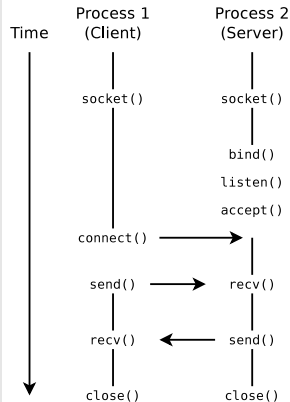 Process 1 Process 2
Time (Client) (Server)
socket() socket()
bind()
listen()
accept()
connect()
send() recv()
recv() send()
close() close()